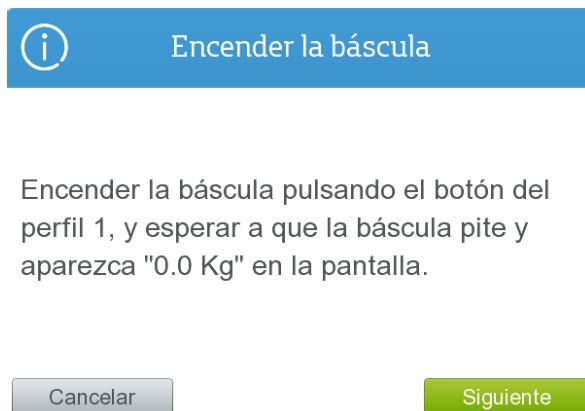 Encender la báscula
Encender la báscula pulsando el botón del
perfil 1, y esperar a que la báscula pite y
aparezca "0.0 Kg" en la pantalla.
Cancelar
Siguiente